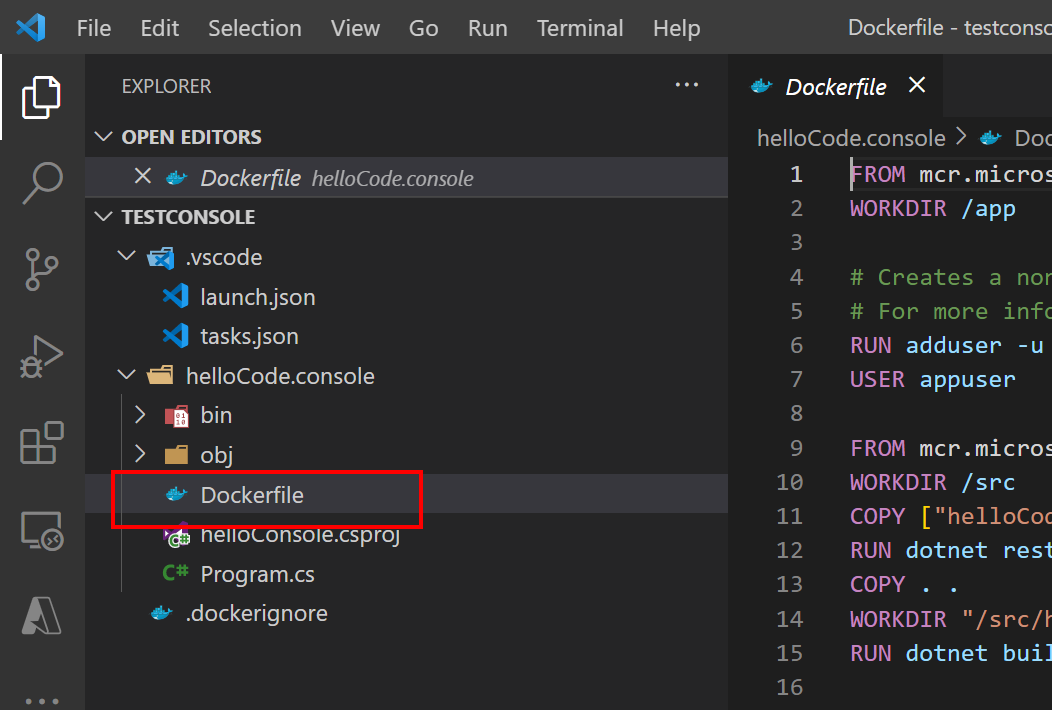 File Edit Selection View Go Run Terminal Help Dockerfile - testconso
EXPLORER
OPEN EDITORS
Dockerfile helloCode.console
TESTCONSOLE
.vscode
launch.json
tasks.json
helloCode.console
bin
obj
Dockerfile
helloConsole.csproj
C# Program.cs
.dockerignore
Dockerfile
helloCode.console > Doc
1 FROM mcr.micros
2 WORKDIR /app
3
4 # Creates a non
5 # For more info
6 RUN adduser -u
7 USER appuser
8
9 FROM mcr.micros
10 WORKDIR /src
11 COPY ["helloCod
12 RUN dotnet rest
13 COPY . .
14 WORKDIR "/src/h
15 RUN dotnet buil
16